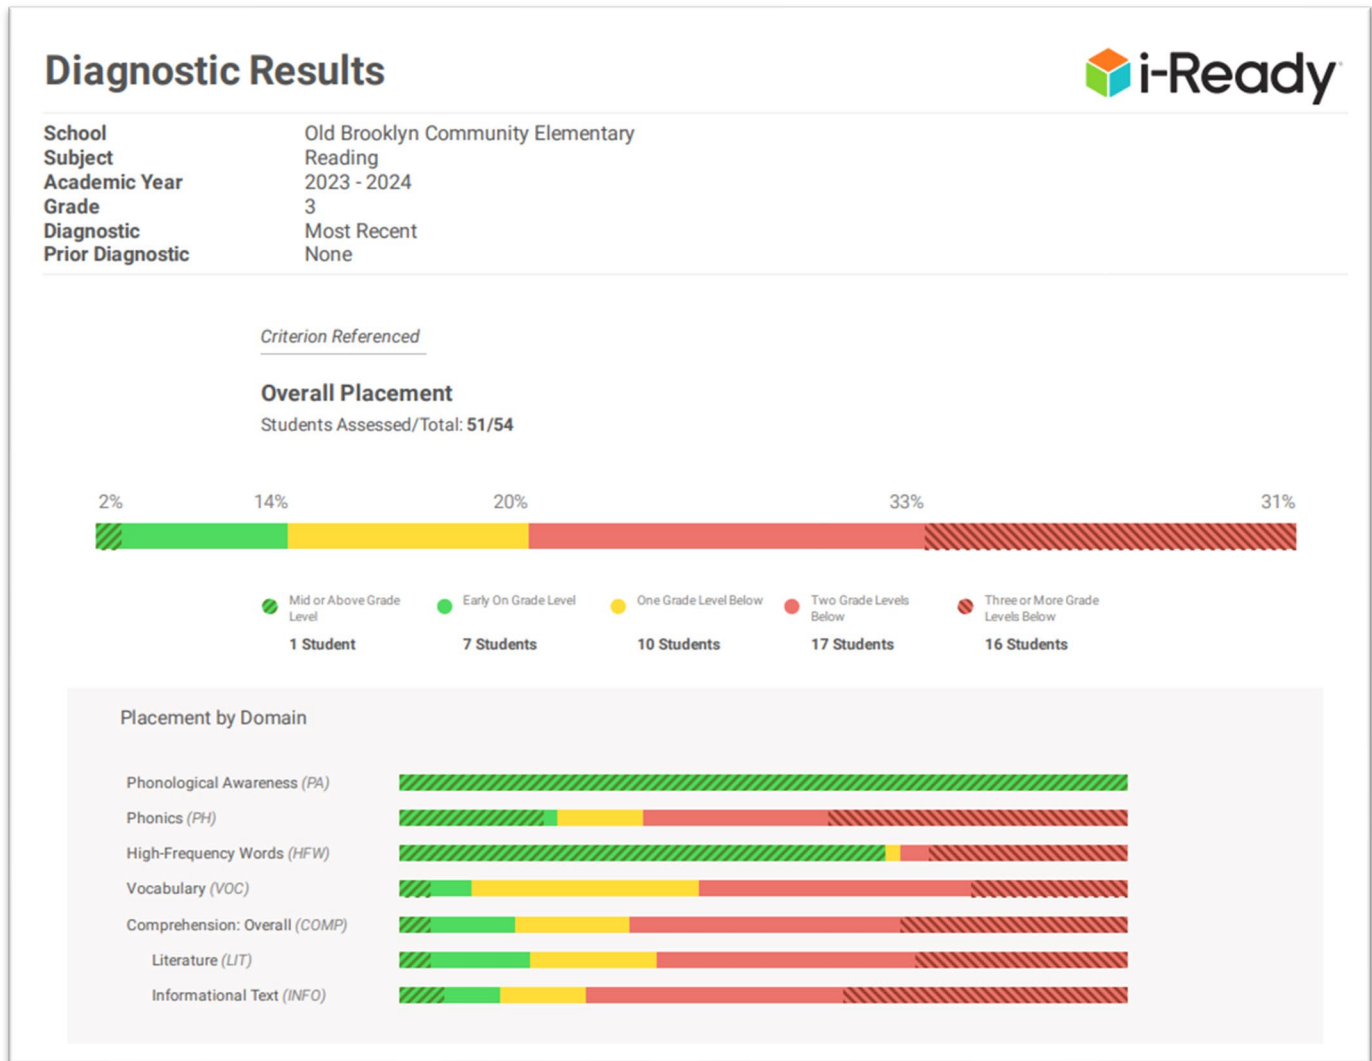 Diagnostic Results
i-Ready
School Old Brooklyn Community Elementary
Subject Reading
Academic Year 2023 - 2024
Grade 3
Diagnostic Most Recent
Prior Diagnostic None
Criterion Referenced
Overall Placement
Students Assessed/Total: 51/54
2% 14% 20% 33% 31%
Mid or Above Grade
Level
1 Student
Early On Grade Level
7 Students
One Grade Level Below
10 Students
Two Grade Levels
Below
17 Students
Three or More Grade
Levels Below
16 Students
Placement by Domain
Phonological Awareness (PA)
Phonics (PH)
High-Frequency Words (HFW)
Vocabulary (VOC)
Comprehension: Overall (COMP)
Literature (LIT)
Informational Text (INFO)